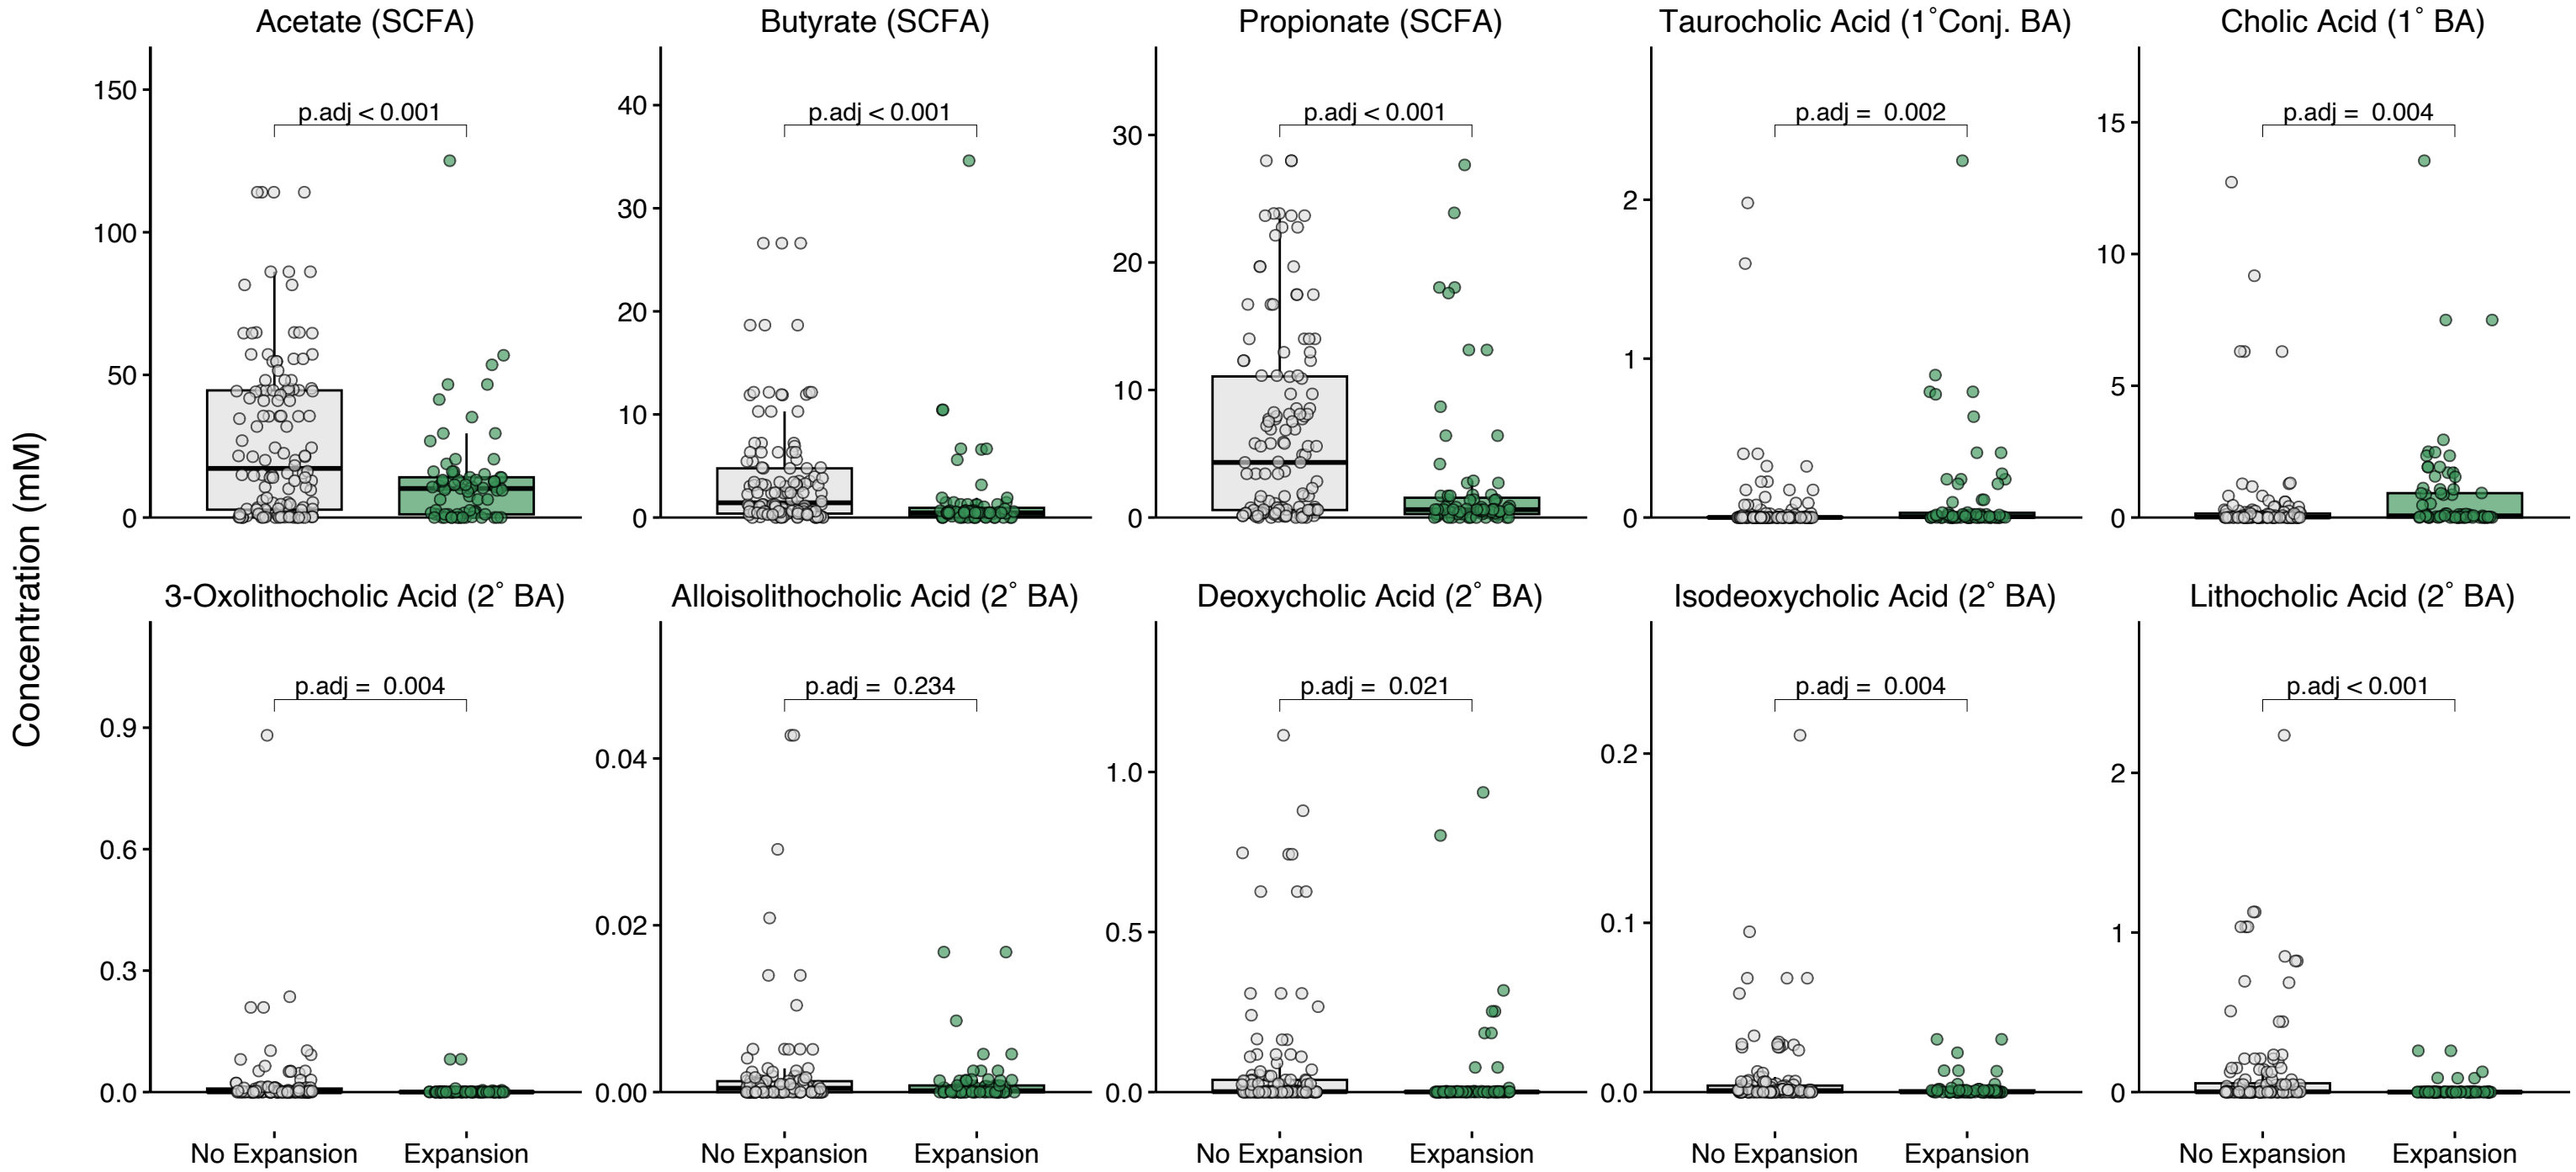 Acetate (SCFA)
Butyrate (SCFA)
Propionate (SCFA)
Taurocholic Acid (1˚Conj. BA)
Cholic Acid (1˚ BA)
150
100
50
0
p.adj < 0.001
40
30
20
10
0
p.adj < 0.001
30
20
10
0
p.adj < 0.001
2
1
0
p.adj = 0.002
15
10
5
0
p.adj = 0.004
Concentration (mM)
3-Oxolithocholic Acid (2˚ BA)
Alloisolithocholic Acid (2˚ BA)
Deoxycholic Acid (2˚ BA)
Isodeoxycholic Acid (2˚ BA)
Lithocholic Acid (2˚ BA)
0.9
0.6
0.3
0.0
p.adj = 0.004
0.04
0.02
0.00
p.adj = 0.234
1.0
0.5
0.0
p.adj = 0.021
0.2
0.1
0.0
p.adj = 0.004
2
1
0
p.adj < 0.001
No Expansion Expansion
No Expansion Expansion
No Expansion Expansion
No Expansion Expansion
No Expansion Expansion